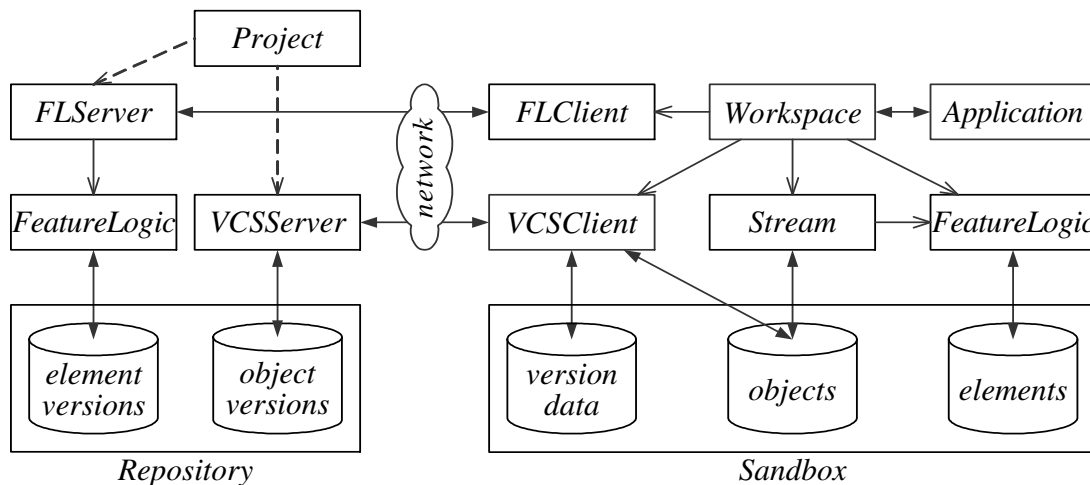 Project
FLServer
FLClient
Workspace
Application
network
FeatureLogic
VCSServer
VCSClient
Stream
FeatureLogic
element
versions
object
versions
version
data
objects
elements
Repository
Sandbox